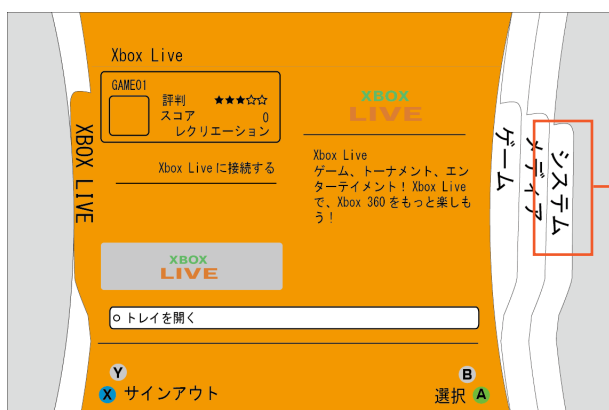 Xbox Live
GAME01
評判 ★★★☆☆
スコア 0
レクリエーション
Xbox Liveに接続する
XBOX
LIVE
Xbox Live
ゲーム、トーナメント、エン
ターテイメント！Xbox Live
で、Xbox 360をもっと楽しも
う！
XBOX
LIVE
トレイを開く
Y
X サインアウト
B
選択 A
XBOX LIVE
ゲーム
メディア
システム